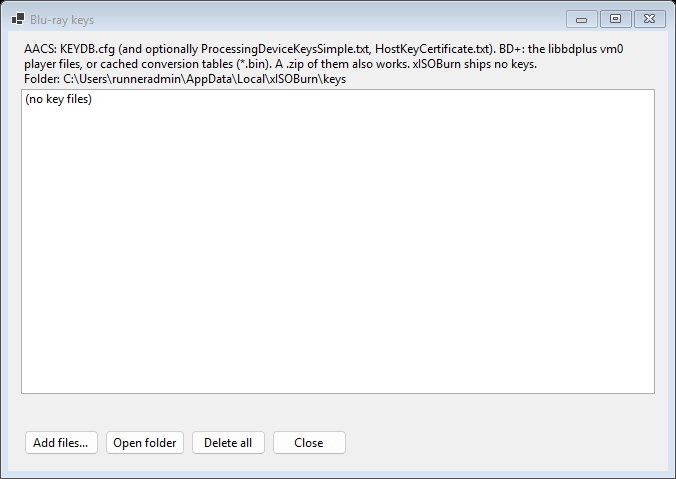 Blu-ray keys
AACS: KEYDB.cfg (and optionally ProcessingDeviceKeysSimple.txt, HostKeyCertificate.txt). BD+: the libbdplus vm0
player files, or cached conversion tables (*.bin). A .zip of them also works. xISOBurn ships no keys.
Folder: C:\Users\runneradmin\AppData\Local\xISOBurn\keys
(no key files)
Add files...
Open folder
Delete all
Close